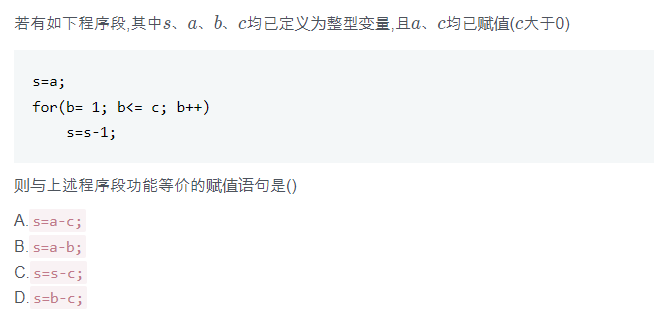 若有如下程序段,其中s、a、b、c均已定义为整型变量,且a、c均已赋值(c大于0)
s=a;
for(b= 1; b<= c; b++)
    s=s-1;
则与上述程序段功能等价的赋值语句是()
A. s=a-c;
B. s=a-b;
C. s=s-c;
D. s=b-c;